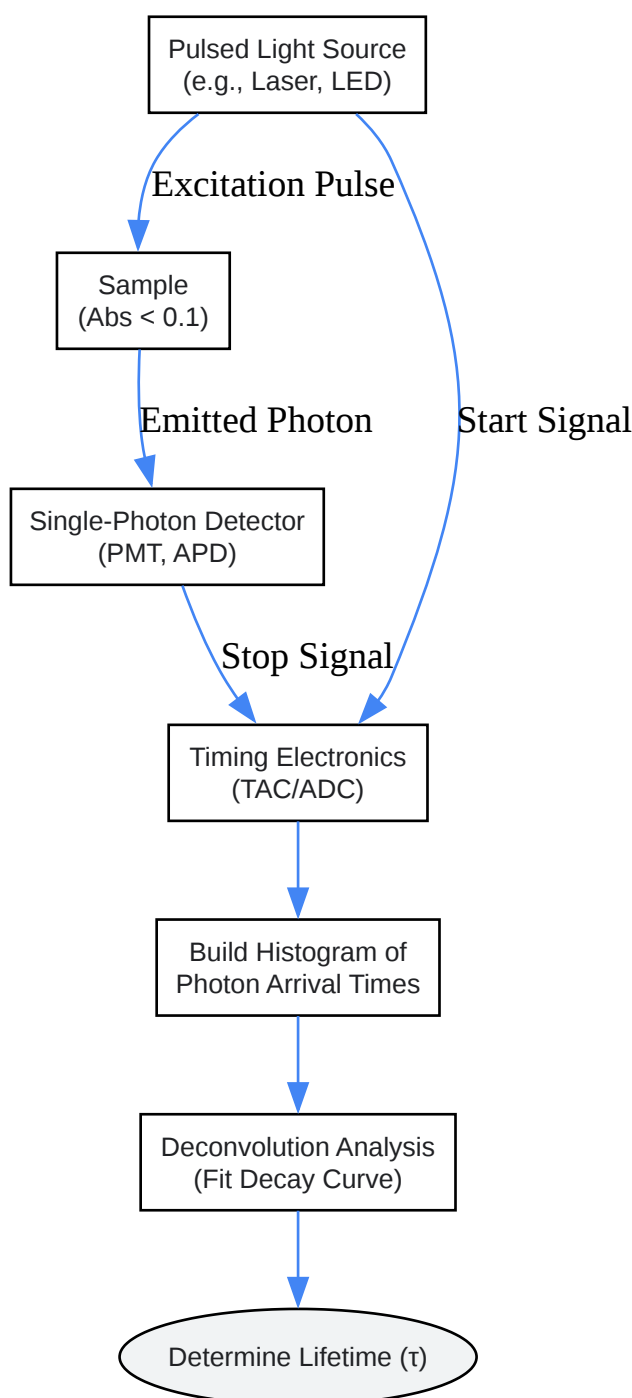 Pulsed Light Source
(e.g., Laser, LED)
Excitation Pulse
Sample
(Abs < 0.1)
Emitted Photon
Start Signal
Single-Photon Detector
(PMT, APD)
Stop Signal
Timing Electronics
(TAC/ADC)
Build Histogram of
Photon Arrival Times
Deconvolution Analysis
(Fit Decay Curve)
Determine Lifetime (τ)